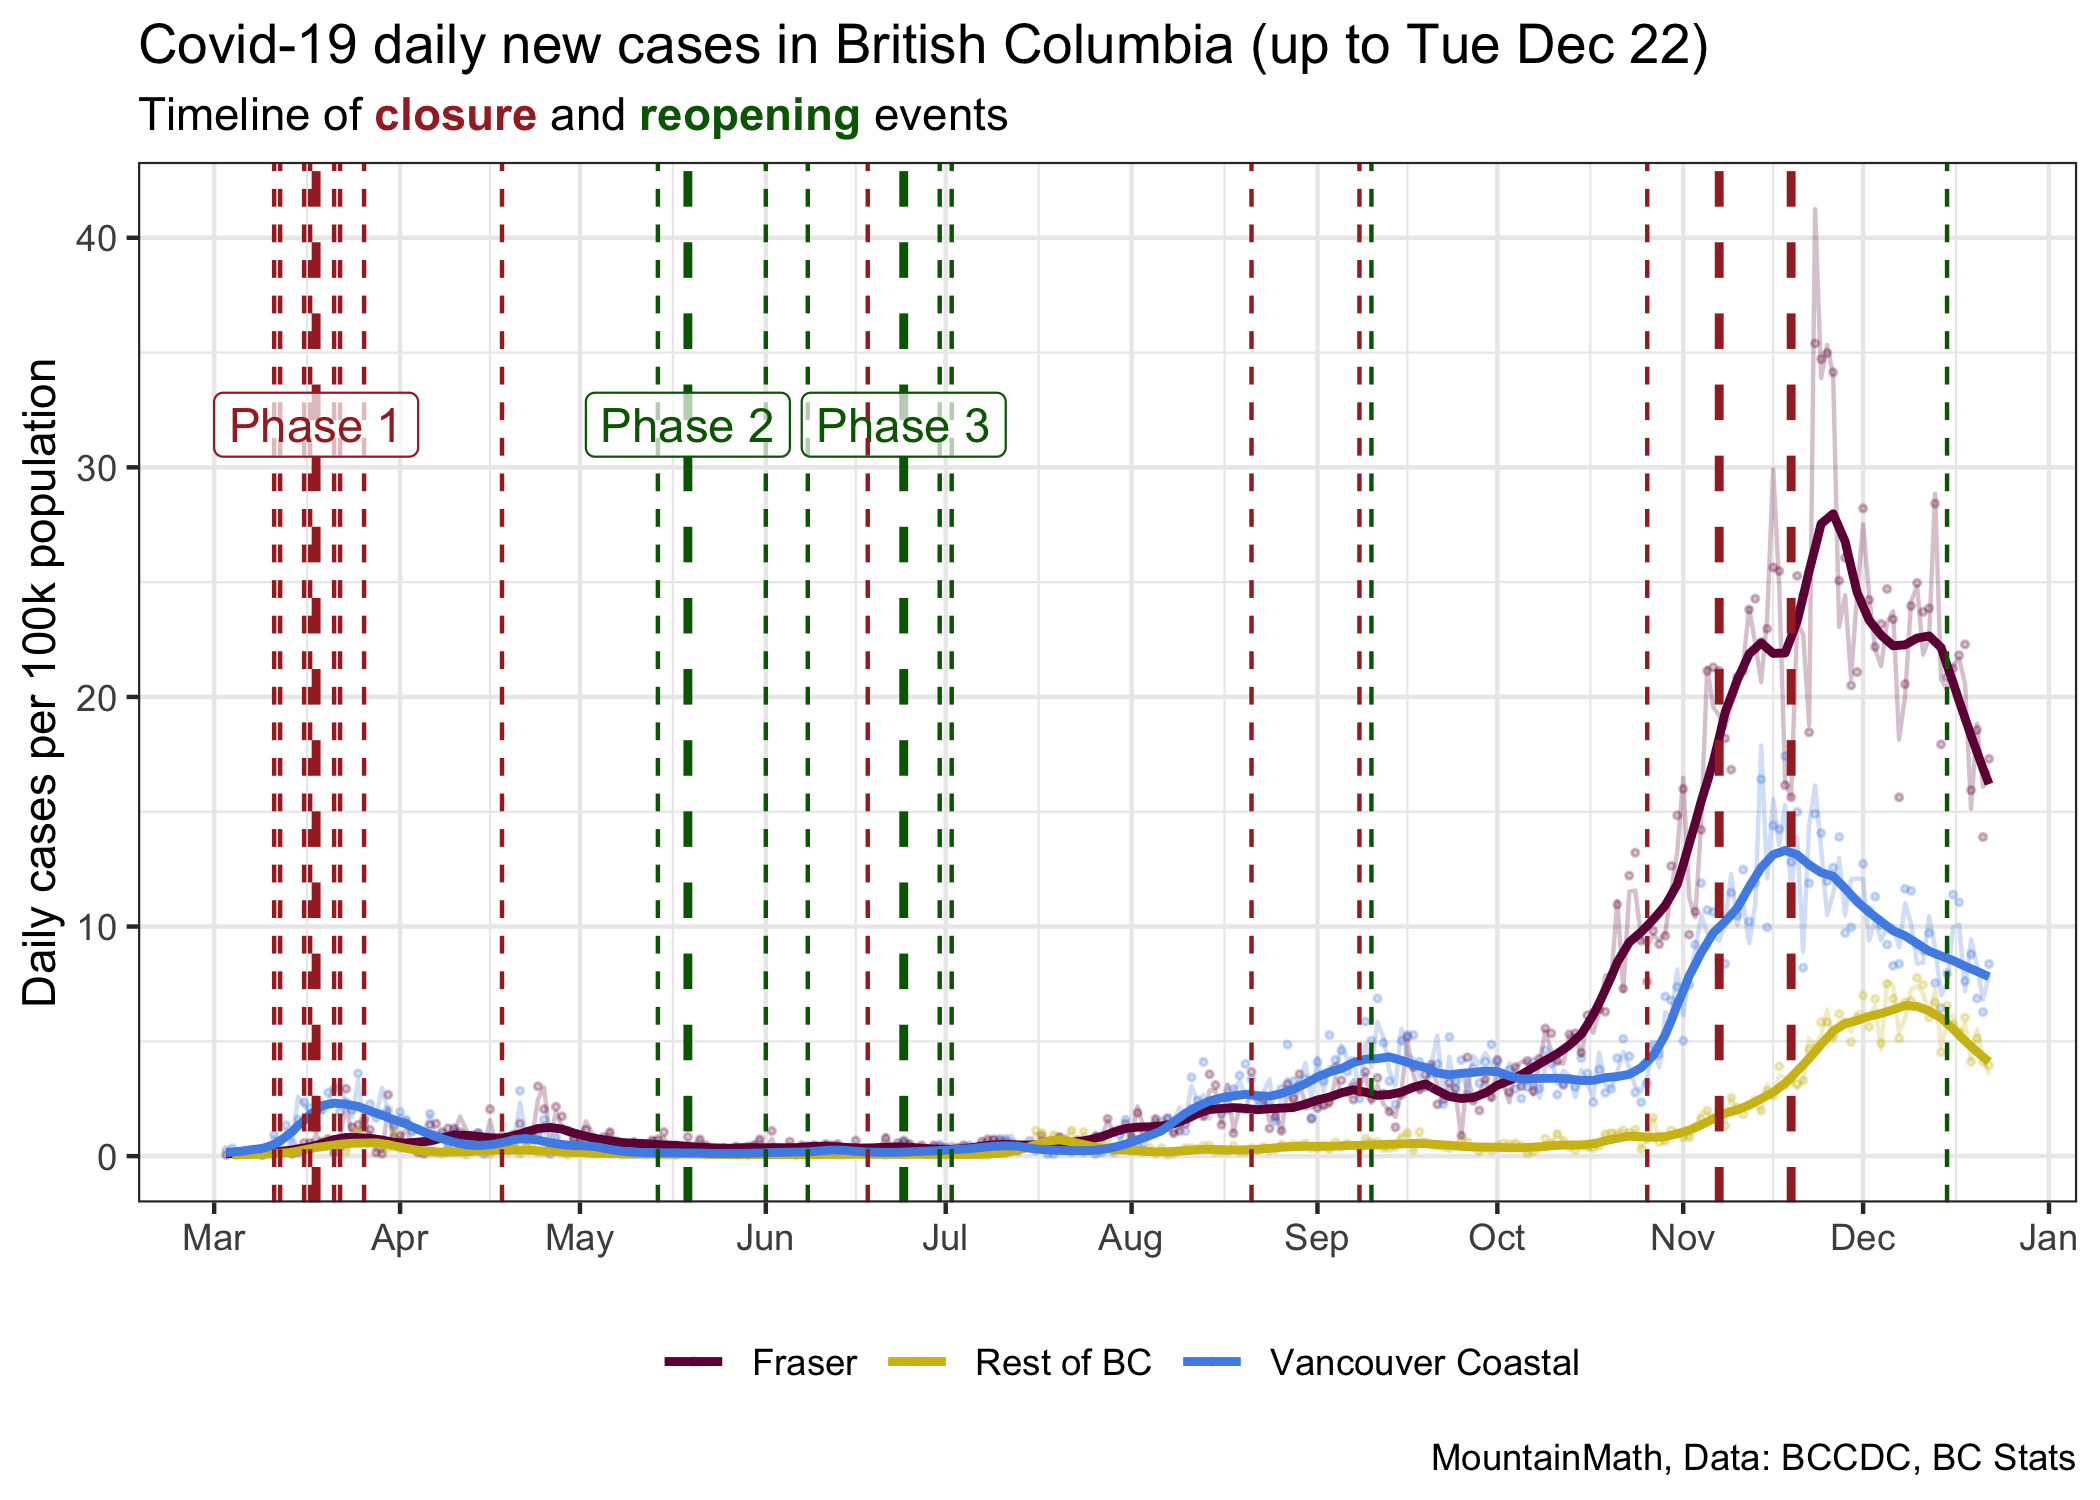 Covid-19 daily new cases in British Columbia (up to Tue Dec 22)
Timeline of closure and reopening events
Daily cases per 100k population
40
30
20
10
0
Phase 1
Phase 2
Phase 3
Mar
Apr
May
Jun
Jul
Aug
Sep
Oct
Nov
Dec
Jan
Fraser
Rest of BC
Vancouver Coastal
MountainMath, Data: BCCDC, BC Stats